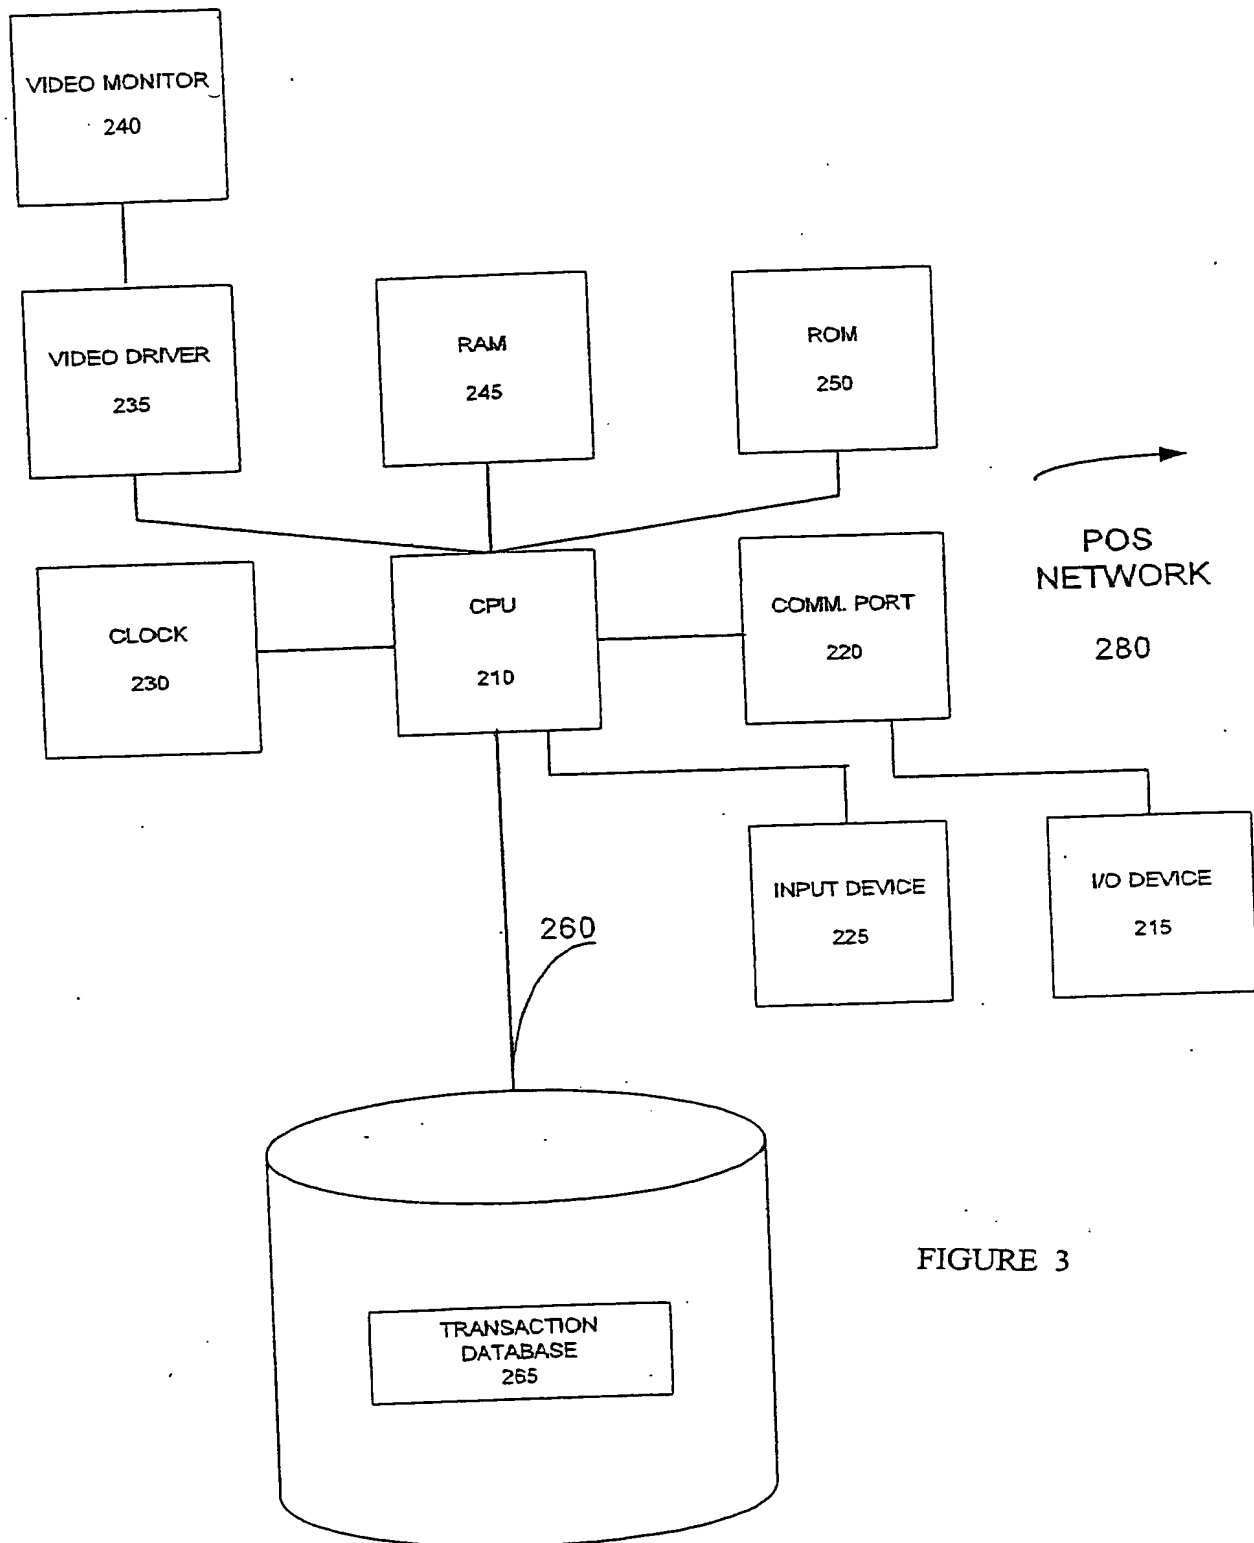 VIDEO MONITOR
240
VIDEO DRIVER
235
RAM
245
ROM
250
CLOCK
230
CPU
210
COMM. PORT
220
POS
NETWORK
280
INPUT DEVICE
225
I/O DEVICE
215
260
TRANSACTION
DATABASE
265
FIGURE 3